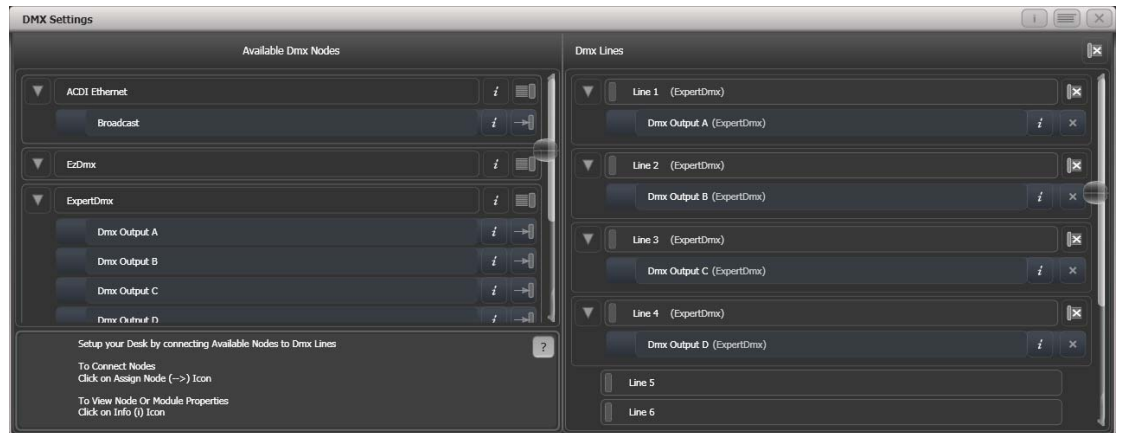 DMX Settings
Available Dmx Nodes
ACDI Ethernet
Broadcast
EzDmx
ExpertDmx
Dmx Output A
Dmx Output B
Dmx Output C
Dmx Output D
Setup your Desk by connecting Available Nodes to Dmx Lines
To Connect Nodes
Click on Assign Node (-->) Icon
To View Node Or Module Properties
Click on Info (i) Icon
?
Dmx Lines
Line 1 (ExpertDmx)
Dmx Output A (ExpertDmx)
Line 2 (ExpertDmx)
Dmx Output B (ExpertDmx)
Line 3 (ExpertDmx)
Dmx Output C (ExpertDmx)
Line 4 (ExpertDmx)
Dmx Output D (ExpertDmx)
Line 5
Line 6